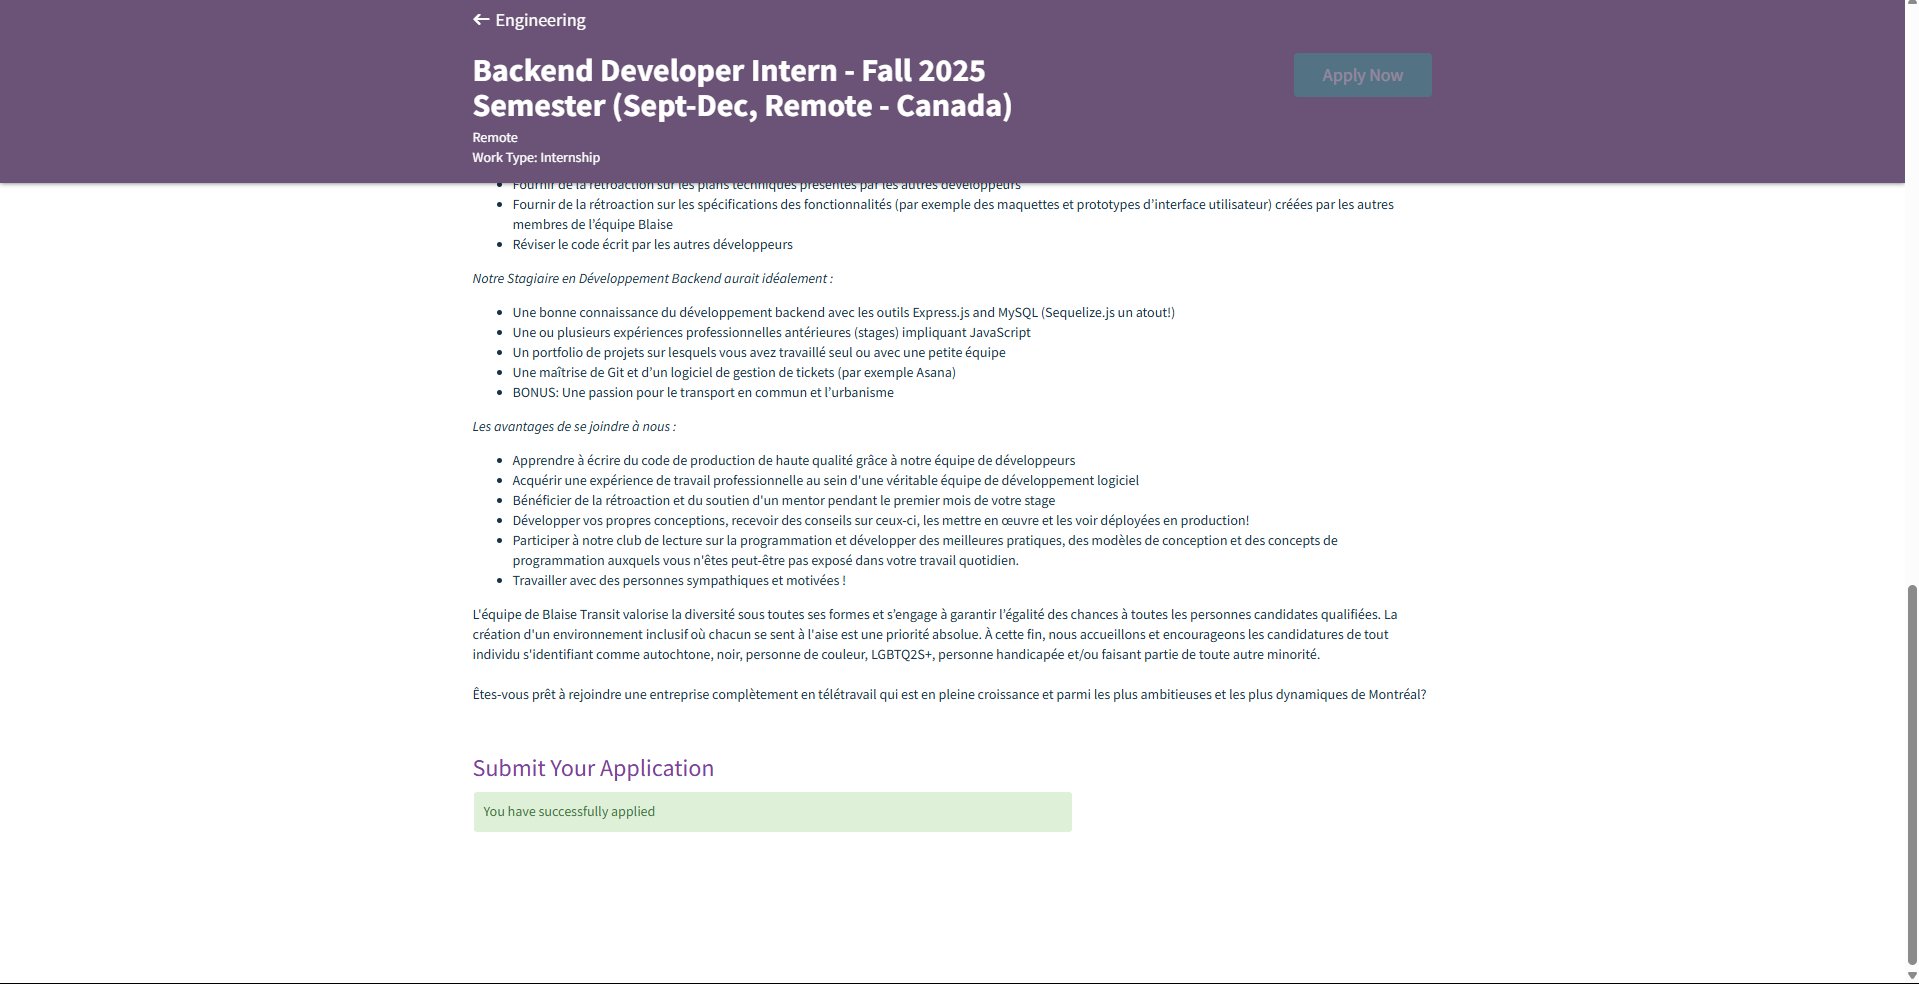 ← Engineering
Backend Developer Intern - Fall 2025
Semester (Sept-Dec, Remote - Canada)
Apply Now
Remote
Work Type: Internship
• Fournir de la rétroaction sur les plans techniques présentés par les autres développeurs
• Fournir de la rétroaction sur les spécifications des fonctionnalités (par exemple des maquettes et prototypes d’interface utilisateur) créées par les autres
membres de l’équipe Blaise
• Réviser le code écrit par les autres développeurs
Notre Stagiaire en Développement Backend aurait idéalement :
• Une bonne connaissance du développement backend avec les outils Express.js and MySQL (Sequelize.js un atout!)
• Une ou plusieurs expériences professionnelles antérieures (stages) impliquant JavaScript
• Un portfolio de projets sur lesquels vous avez travaillé seul ou avec une petite équipe
• Une maîtrise de Git et d’un logiciel de gestion de tickets (par exemple Asana)
• BONUS: Une passion pour le transport en commun et l’urbanisme
Les avantages de se joindre à nous :
• Apprendre à écrire du code de production de haute qualité grâce à notre équipe de développeurs
• Acquérir une expérience de travail professionnelle au sein d'une véritable équipe de développement logiciel
• Bénéficier de la rétroaction et du soutien d'un mentor pendant le premier mois de votre stage
• Développer vos propres conceptions, recevoir des conseils sur ceux-ci, les mettre en œuvre et les voir déployées en production!
• Participer à notre club de lecture sur la programmation et développer des meilleures pratiques, des modèles de conception et des concepts de
programmation auxquels vous n'êtes peut-être pas exposé dans votre travail quotidien.
• Travailler avec des personnes sympathiques et motivées !
L'équipe de Blaise Transit valorise la diversité sous toutes ses formes et s’engage à garantir l’égalité des chances à toutes les personnes candidates qualifiées. La
création d'un environnement inclusif où chacun se sent à l'aise est une priorité absolue. À cette fin, nous accueillons et encourageons les candidatures de tout
individu s'identifiant comme autochtone, noir, personne de couleur, LGBTQ2S+, personne handicapée et/ou faisant partie de toute autre minorité.
Êtes-vous prêt à rejoindre une entreprise complètement en télétravail qui est en pleine croissance et parmi les plus ambitieuses et les plus dynamiques de Montréal?
Submit Your Application
You have successfully applied